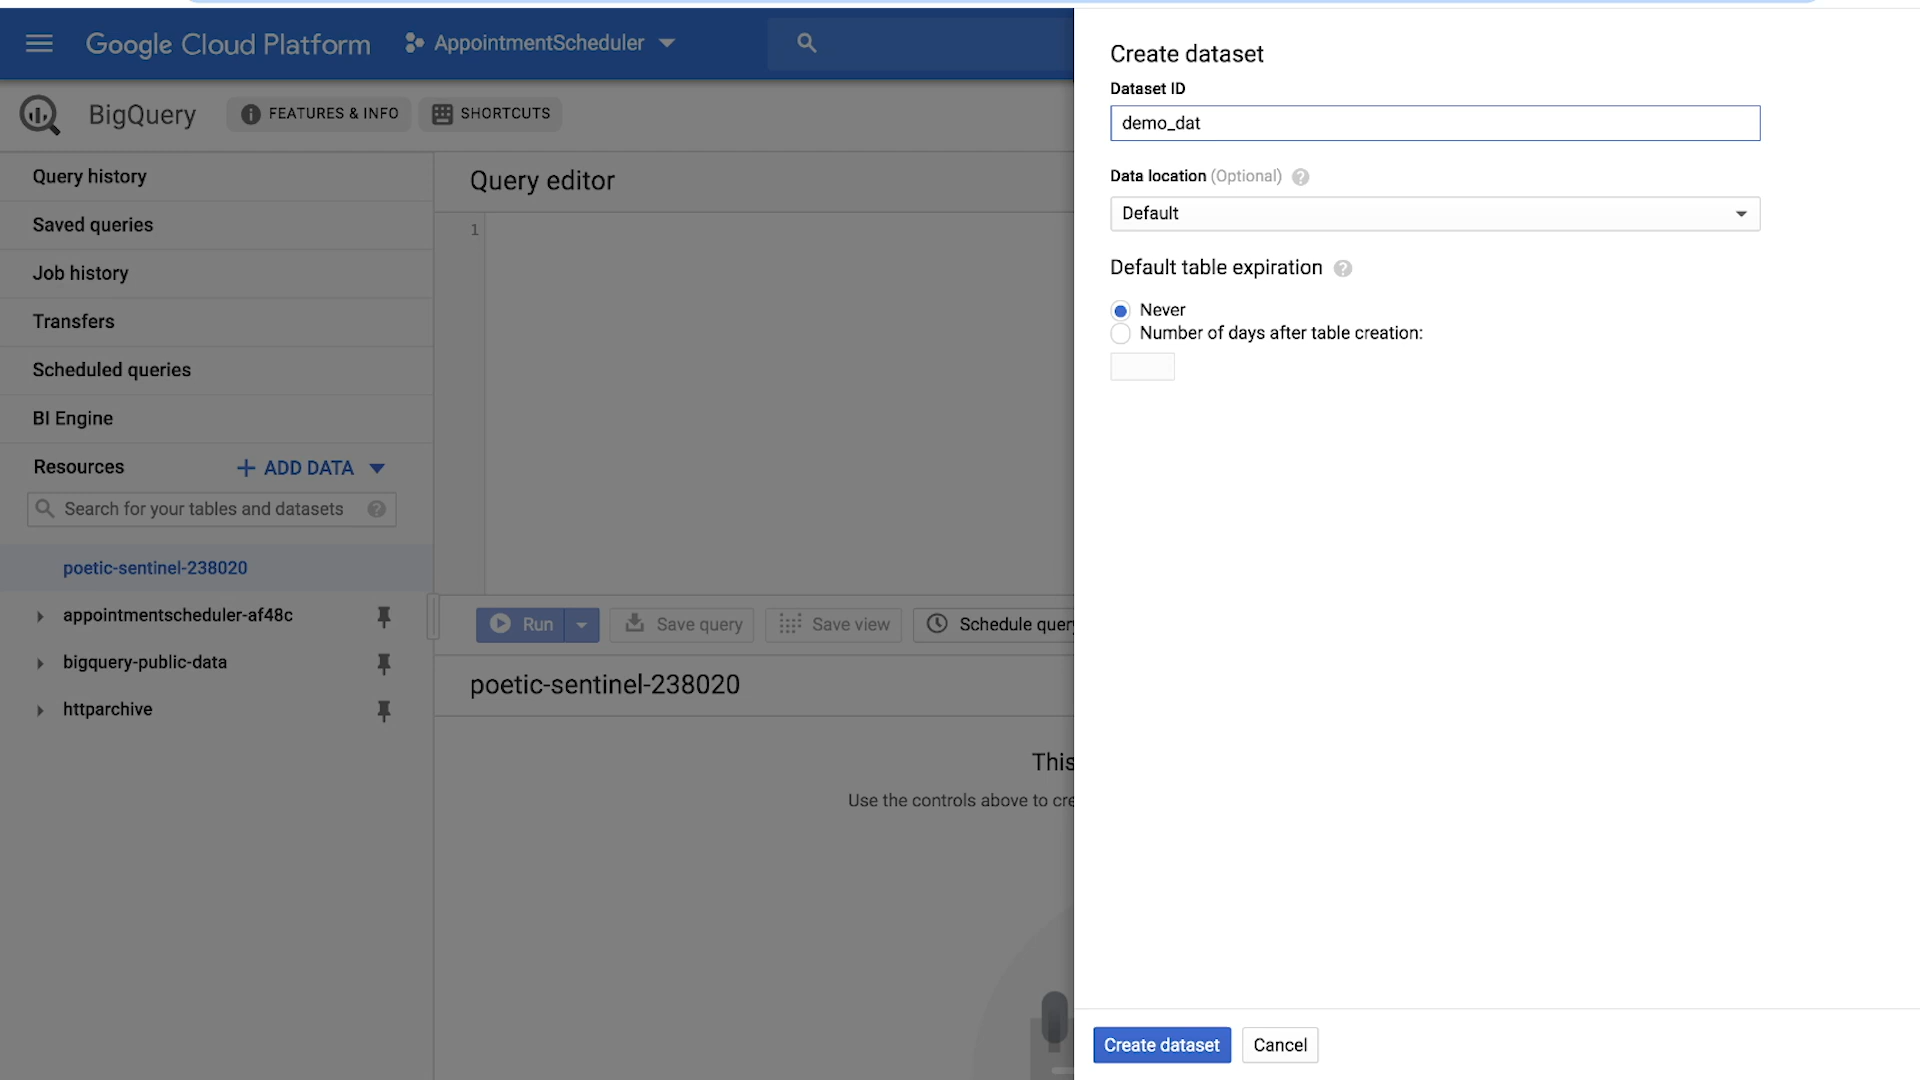 Google Cloud Platform
AppointmentScheduler
BigQuery
FEATURES & INFO
SHORTCUTS
Query history
Saved queries
Job history
Transfers
Scheduled queries
BI Engine
Resources
ADD DATA
Search for your tables and datasets
poetic-sentinel-238020
appointmentscheduler-af48c
bigquery-public-data
httparchive
Query editor
1
Run
Save query
Save view
Schedule query
poetic-sentinel-238020
This
Use the controls above to cre
Create dataset
Dataset ID
demo_dat
Data location (Optional)
Default
Default table expiration
Never
Number of days after table creation:
Create dataset
Cancel